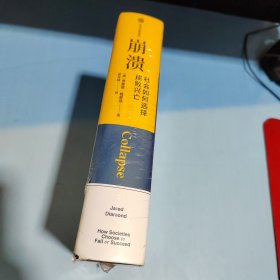 崩溃
社会如何选择
成败兴亡
Collapse
Jared
Diamond
How Societies
Choose to
Fail or Succeed